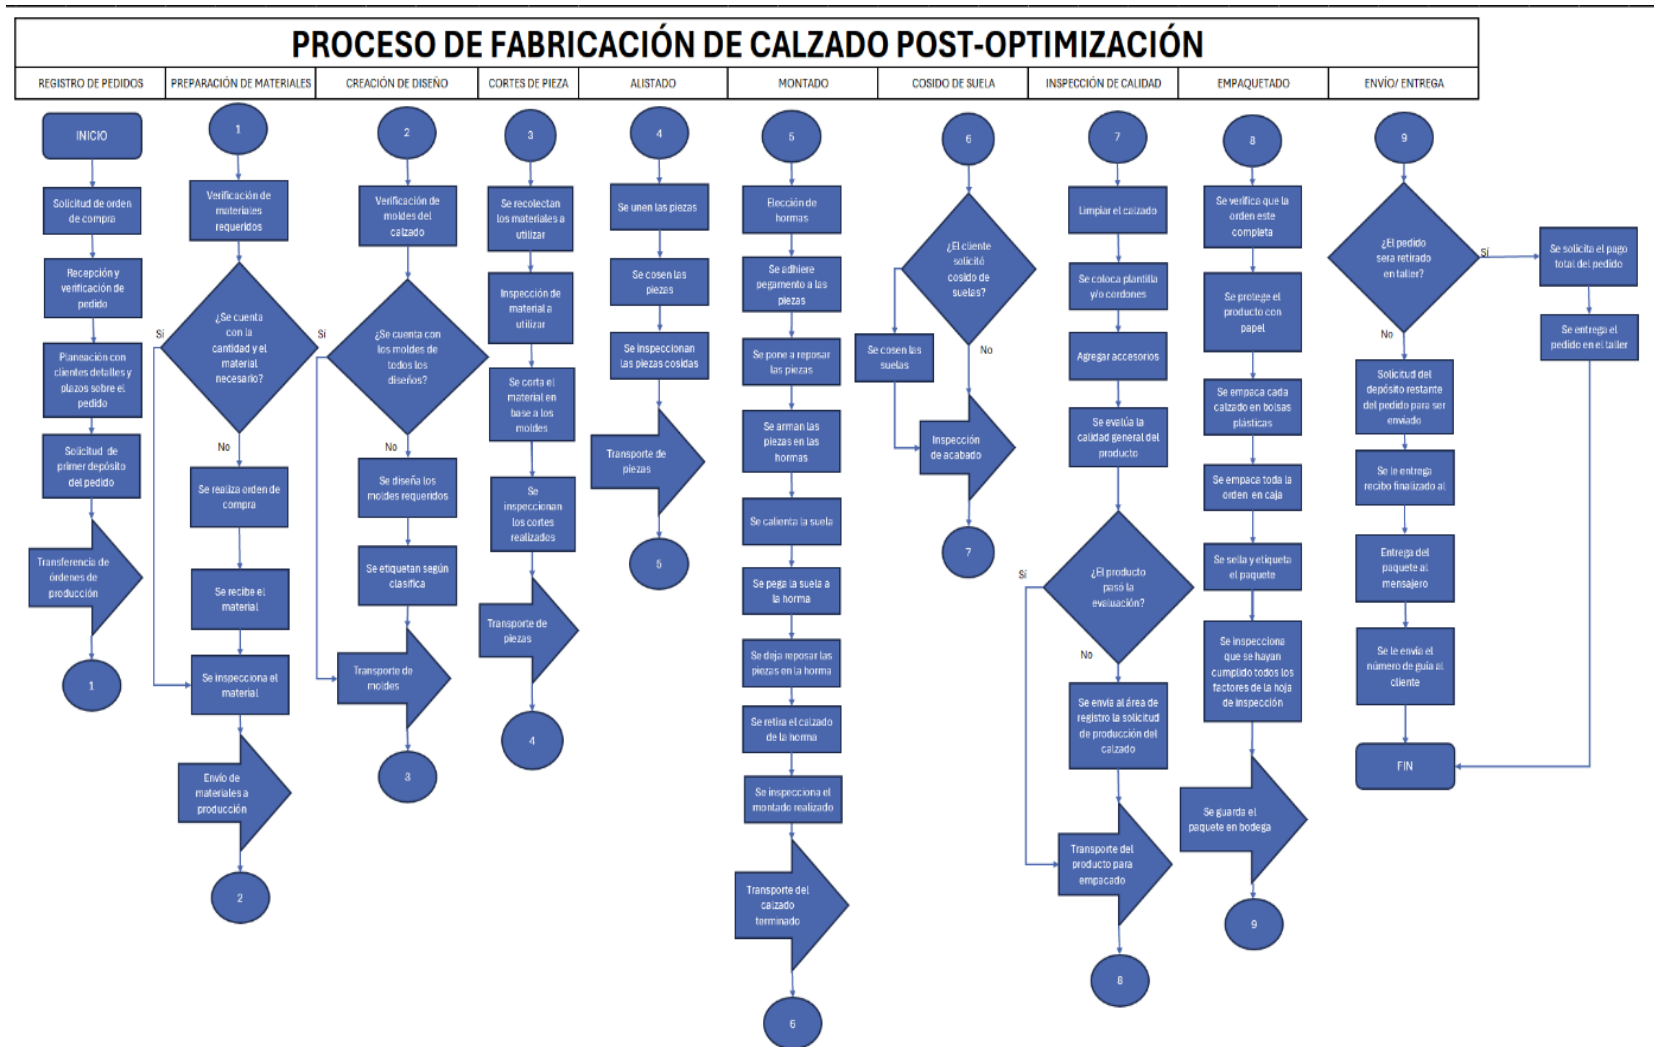 PROCESO DE FABRICACIÓN DE CALZADO POST-OPTIMIZACIÓN
REGISTRO DE PEDIDOS
PREPARACIÓN DE MATERIALES
CREACIÓN DE DISEÑO
CORTES DE PIEZA
ALISTADO
MONTADO
COSIDO DE SUELA
INSPECCIÓN DE CALIDAD
EMPAQUETADO
ENVÍO/ ENTREGA
INICIO
Solicitud de orden
de compra
Recepción y
verificación de
pedido
Planeación con
clientes detalles y
plazos sobre el
pedido
Solicitud de
primer depósito
del pedido
Transferencia de
órdenes de
producción
1
1
Verificación de
materiales
requeridos
¿Se cuenta
con la
cantidad y el
material
necesario?
Sí
No
Se realiza orden de
compra
Se recibe el
material
Se inspecciona el
material
Envío de
materiales a
producción
2
2
Verificación de
moldes del
calzado
¿Se cuenta con
los moldes de
todos los
diseños?
Sí
No
Se diseña los
moldes requeridos
Se etiquetan según
clasifica
Transporte de
moldes
3
3
Se recolectan
los materiales a
utilizar
Inspección de
material a
utilizar
Se corta el
material en
base a los
moldes
Se
inspeccionan
los cortes
realizados
Transporte de
piezas
4
4
Se unen las piezas
Se cosen las
piezas
Se inspeccionan
las piezas cosidas
Transporte de
piezas
5
5
Elección de
hormas
Se adhiere
pegamento a las
piezas
Se pone a reposar
las piezas
Se arman las
piezas en las
hormas
Se calienta la suela
Se pega la suela a
la horma
Se deja reposar las
piezas en la horma
Se retira el calzado
de la horma
Se inspecciona el
montado realizado
Transporte del
calzado
terminado
6
6
¿El cliente
solicitó
cosido de
suelas?
No
Se cosen las
suelas
Inspección
de acabado
7
7
Limpiar el calzado
Se coloca plantilla
y/o cordones
Agregar accesorios
Se evalúa la
calidad general del
producto
¿El producto
pasó la
evaluación?
Sí
No
Se envía al área de
registro la solicitud
de producción del
calzado
Transporte del
producto para
empacado
8
8
Se verifica que la
orden este
completa
Se protege el
producto con
papel
Se empaca cada
calzado en bolsas
plásticas
Se empaca toda la
orden en caja
Se sella y etiqueta
el paquete
Se inspecciona
que se hayan
cumplido todos los
factores de la hoja
de inspección
Se guarda el
paquete en bodega
9
9
¿El pedido
sera retirado
en taller?
Sí
No
Solicitud del
depósito restante
del pedido para ser
enviado
Se le entrega
recibo finalizado al
Entrega del
paquete al
mensajero
Se le envía el
número de guía al
cliente
FIN
Se solicita el pago
total del pedido
Se entrega el
pedido en el taller